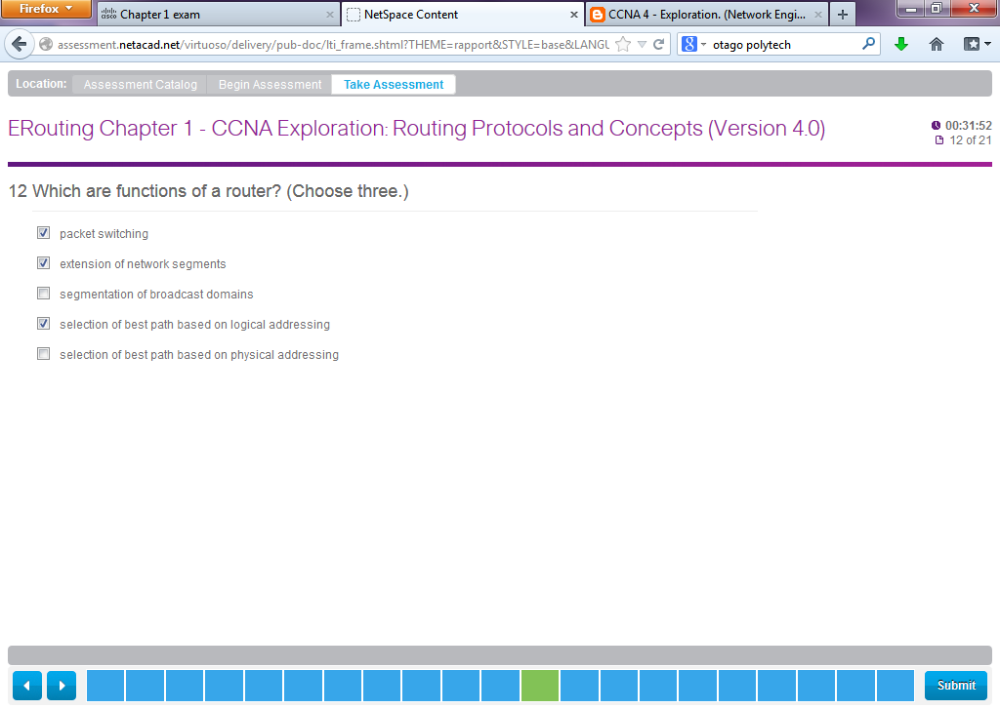 Firefox
Chapter 1 exam
NetSpace Content
CCNA 4 - Exploration. (Network Engi...
assessment.netacad.net/virtuoso/delivery/pub-doc/lti_frame.shtml?THEME=rapport&STYLE=base&LANGU
otago polytech
Location: Assessment Catalog Begin Assessment Take Assessment
ERouting Chapter 1 - CCNA Exploration: Routing Protocols and Concepts (Version 4.0)
00:31:52
12 of 21
12 Which are functions of a router? (Choose three.)
packet switching
extension of network segments
segmentation of broadcast domains
selection of best path based on logical addressing
selection of best path based on physical addressing
Submit